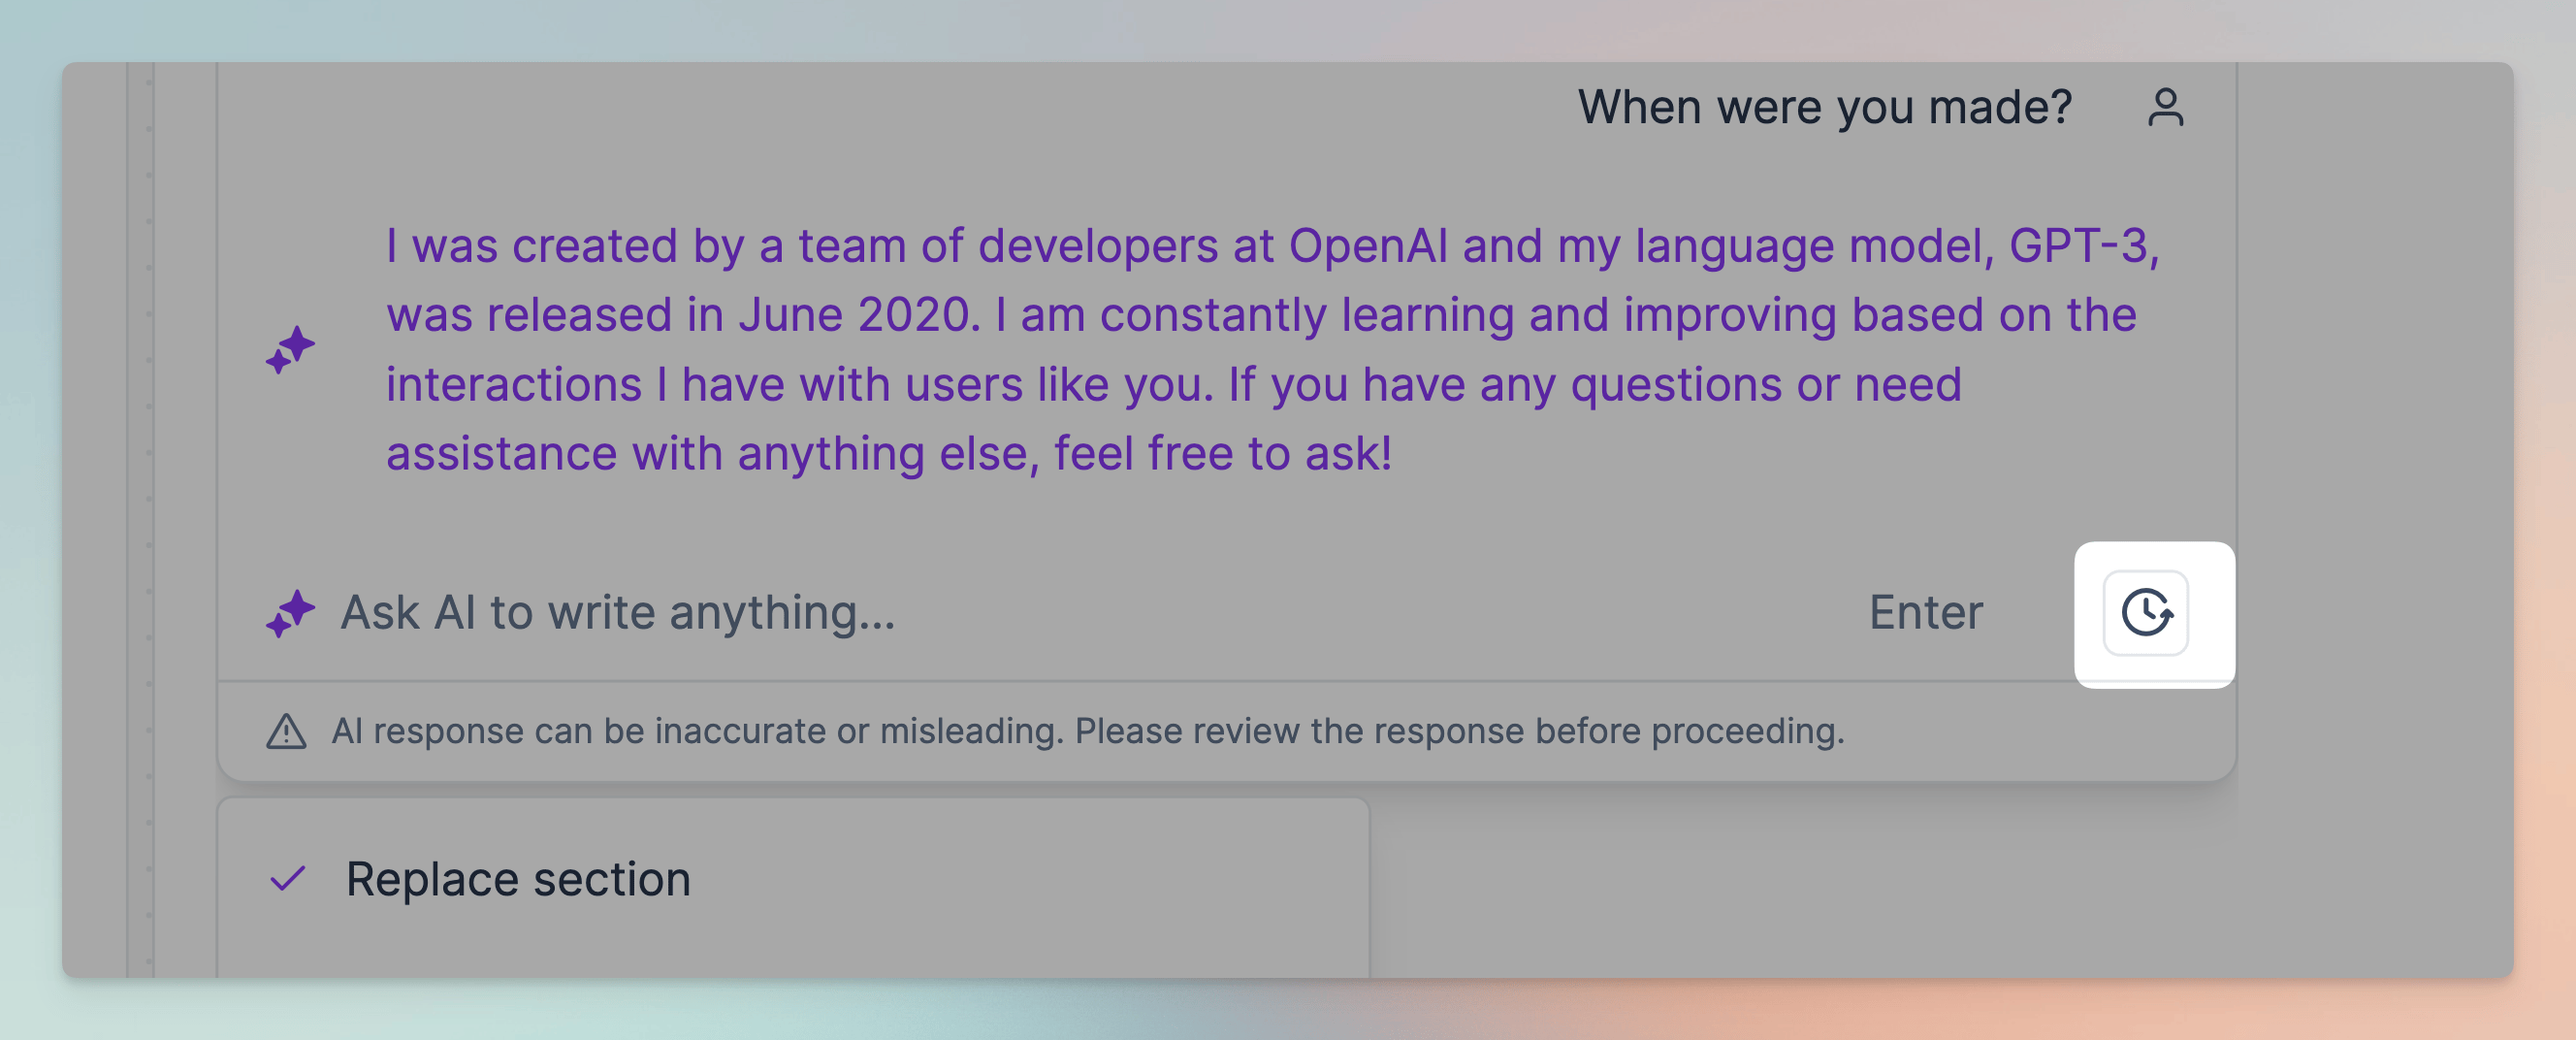 When were you made?
I was created by a team of developers at OpenAI and my language model, GPT-3,
was released in June 2020. I am constantly learning and improving based on the
interactions I have with users like you. If you have any questions or need
assistance with anything else, feel free to ask!
Ask AI to write anything... Enter
AI response can be inaccurate or misleading. Please review the response before proceeding.
Replace section